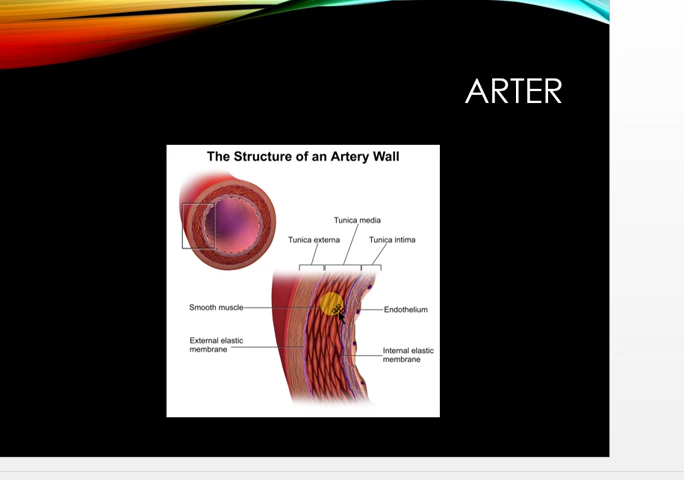 ARTER
The Structure of an Artery Wall
Tunica media
Tunica externa
Tunica intima
Smooth muscle
Endothelium
External elastic
membrane
Internal elastic
membrane